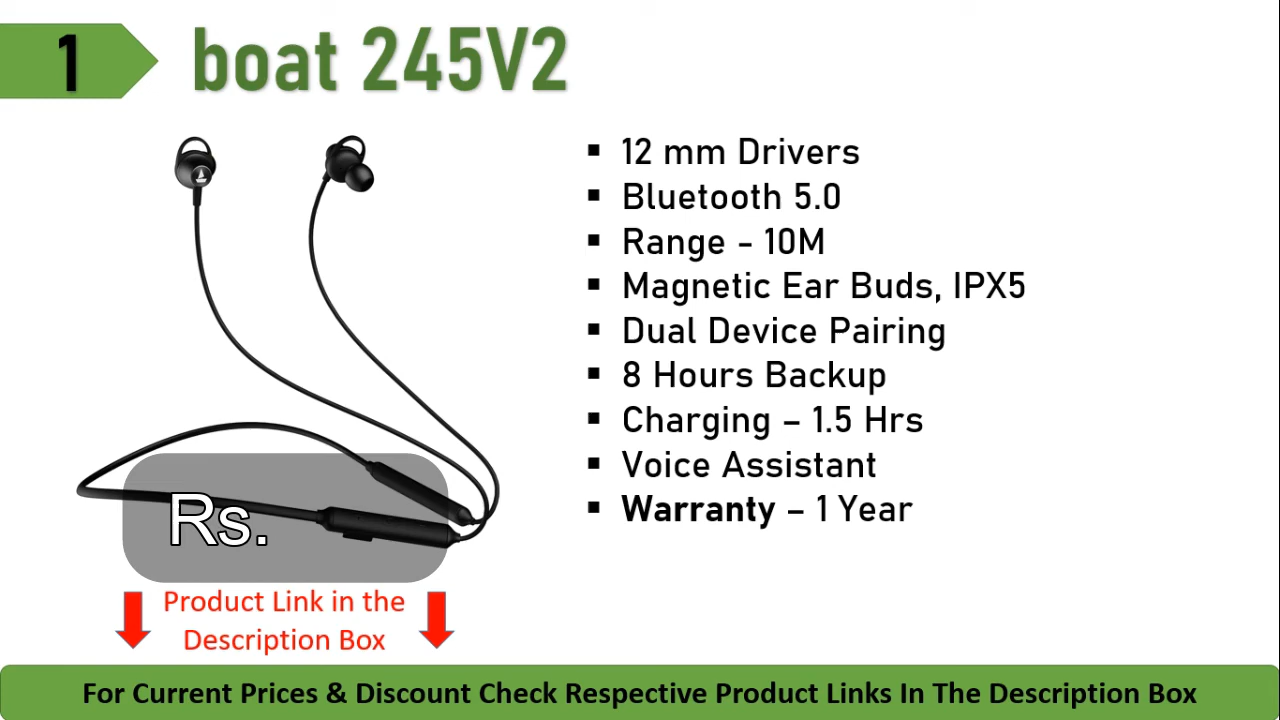 1
boat 245V2
▪ 12 mm Drivers
▪ Bluetooth 5.0
▪ Range - 10M
▪ Magnetic Ear Buds, IPX5
▪ Dual Device Pairing
▪ 8 Hours Backup
▪ Charging – 1.5 Hrs
▪ Voice Assistant
▪ Warranty – 1 Year
Rs.
Product Link in the
Description Box
For Current Prices & Discount Check Respective Product Links In The Description Box